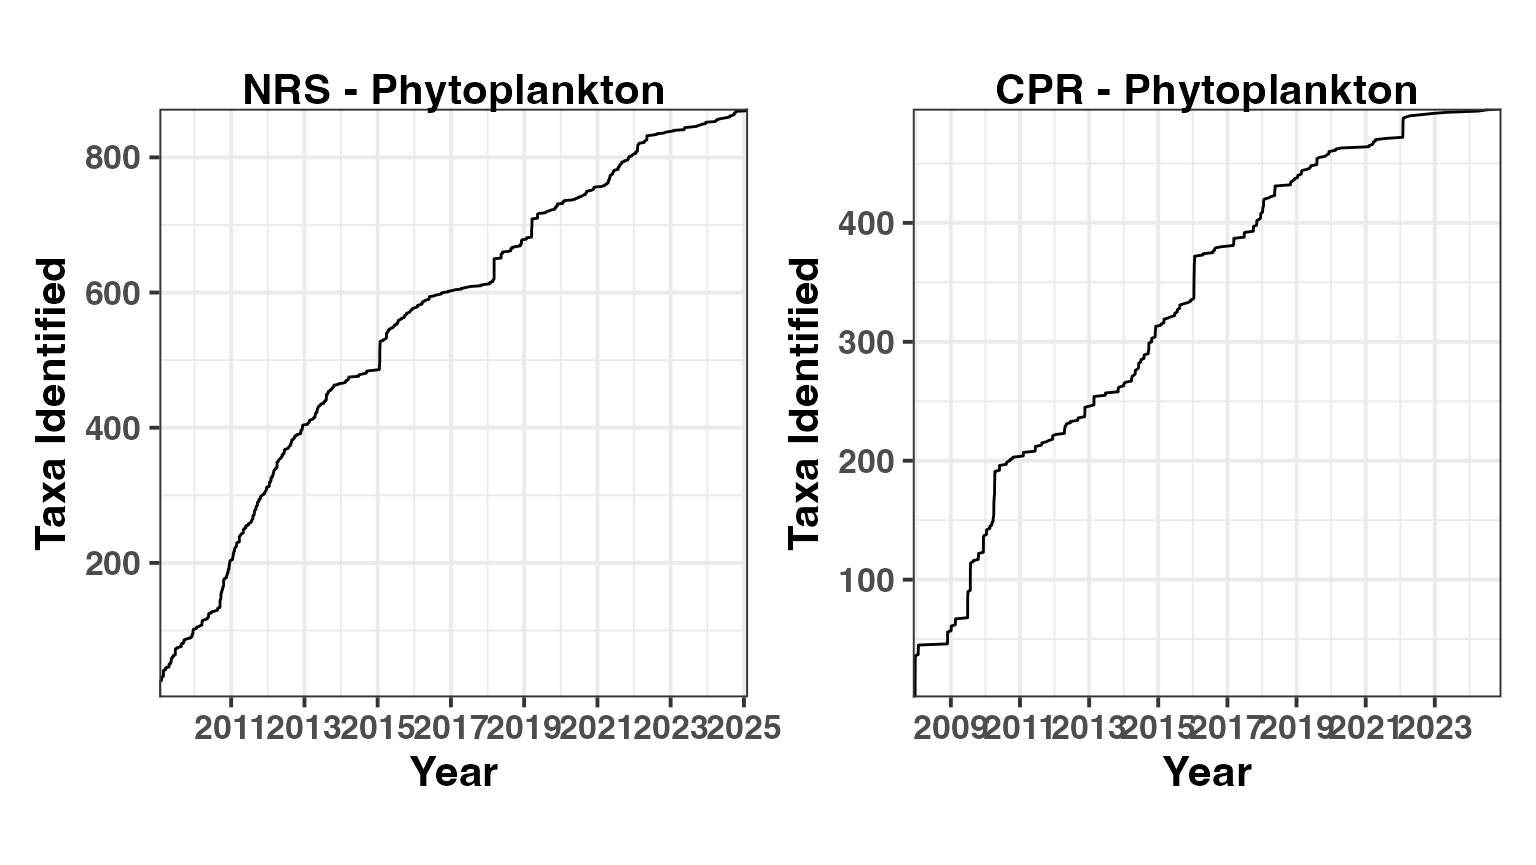 NRS - Phytoplankton
Taxa Identified
800
600
400
200
2011 2013 2015 2017 2019 2021 2023 2025
Year
CPR - Phytoplankton
Taxa Identified
400
300
200
100
2009 2011 2013 2015 2017 2019 2021 2023
Year